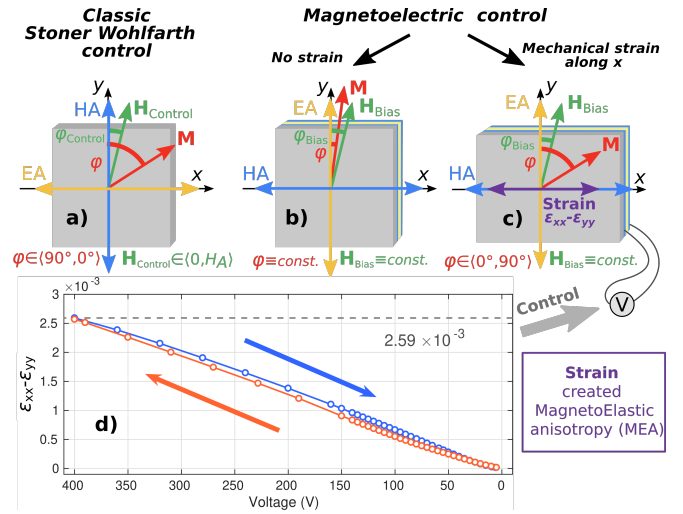 Classic
Stoner Wohlfarth
control
Magnetoelectric control
No strain
Mechanical strain
along x
y
HA
H_Control
φ_Control
M
φ
EA
x
a)
φ∈⟨90°,0°⟩ H_Control∈⟨0,H_A⟩
y
M
EA
H_Bias
φ_Bias
φ
HA
x
b)
φ≡const. H_Bias≡const.
y
EA
H_Bias
φ_Bias
M
φ
HA
x
Strain
ε_xx-ε_yy
c)
φ∈⟨0°,90°⟩ H_Bias≡const.
V
Control
×10⁻³
3
2.5
2
1.5
1
0.5
0
ε_xx-ε_yy
2.59 ×10⁻³
d)
400 350 300 250 200 150 100 50 0
Voltage (V)
Strain
created
MagnetoElastic
anisotropy (MEA)